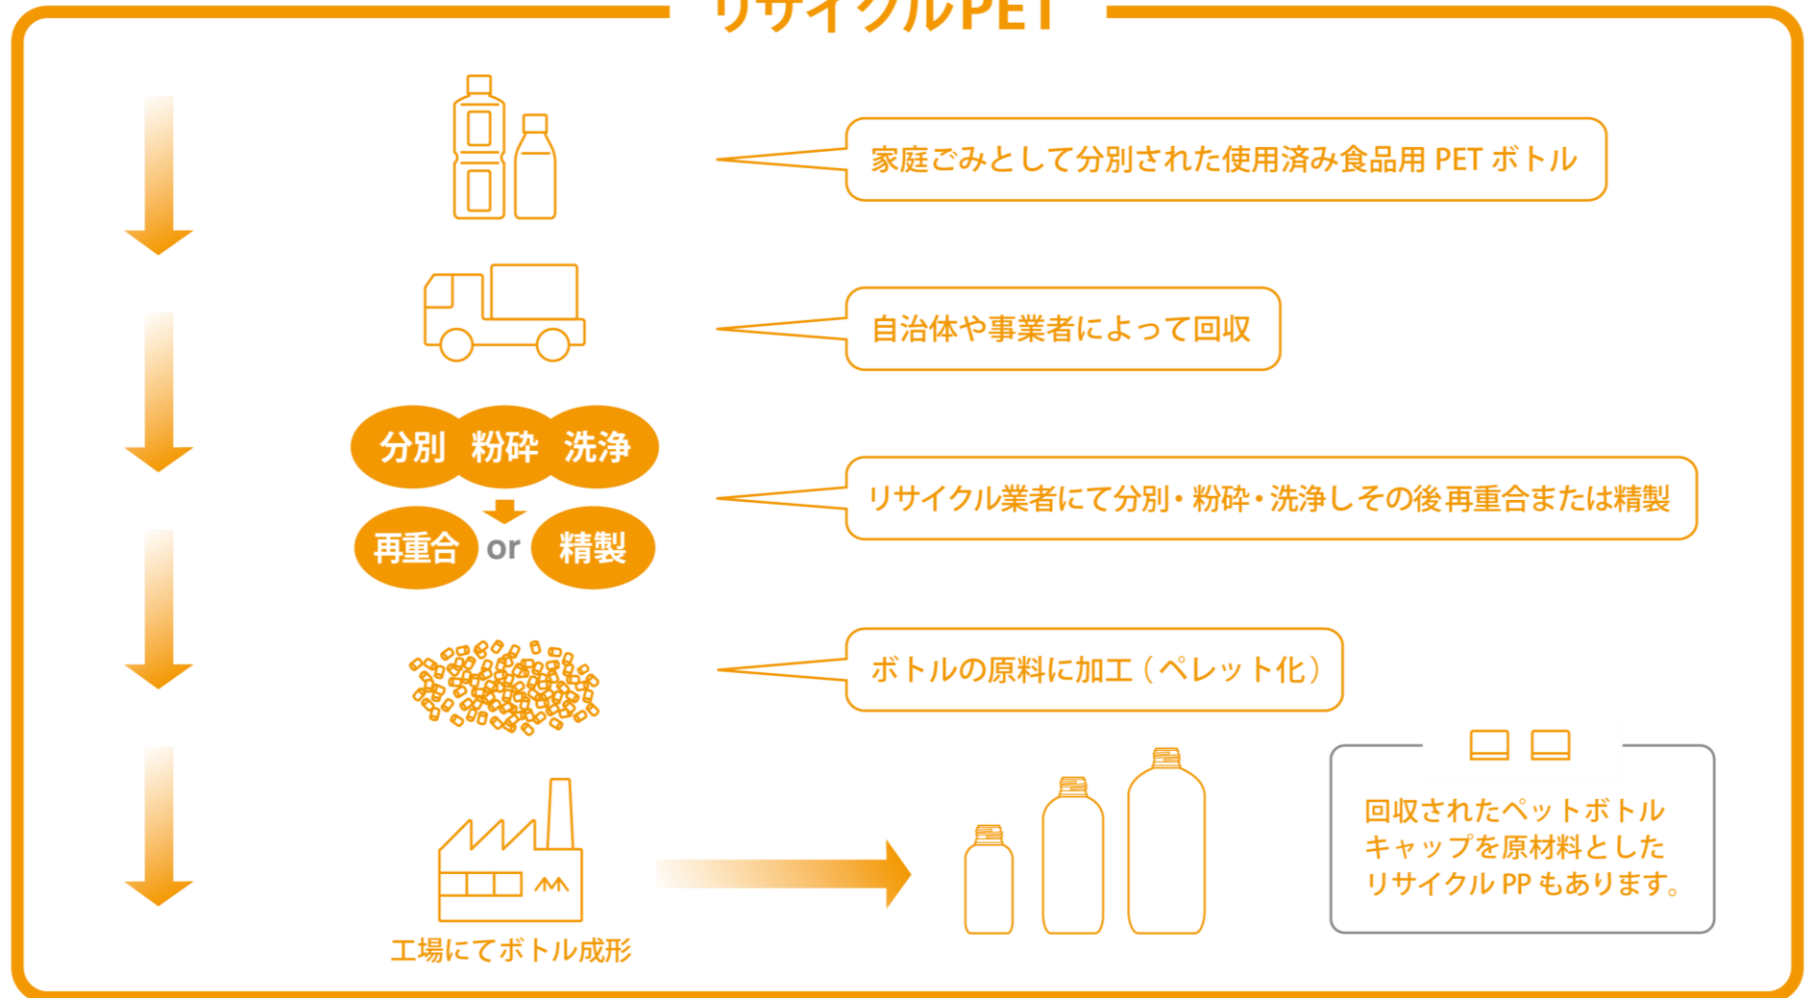 リサイクルPET
家庭ごみとして分別された使用済み食品用 PET ボトル
自治体や事業者によって回収
分別 粉砕 洗浄
再重合 or 精製
リサイクル業者にて分別・粉砕・洗浄しその後再重合または精製
ボトルの原料に加工（ペレット化）
工場にてボトル成形
回収されたペットボトル
キャップを原材料とした
リサイクル PP もあります。